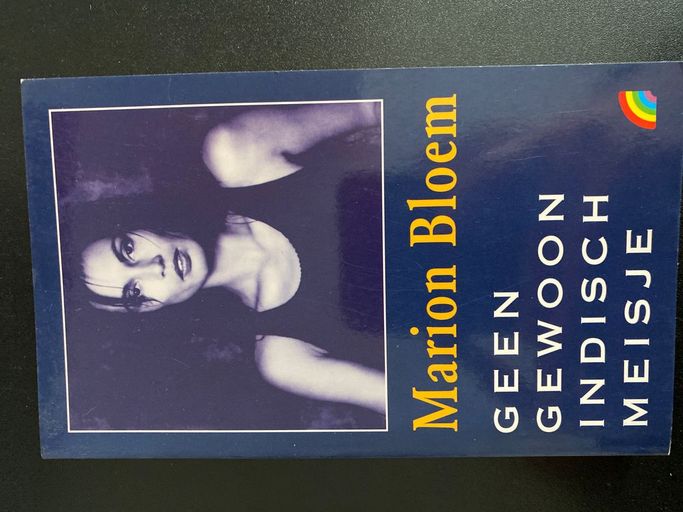 Marion Bloem
GEEN
GEWOON
INDISCH
MEISJE